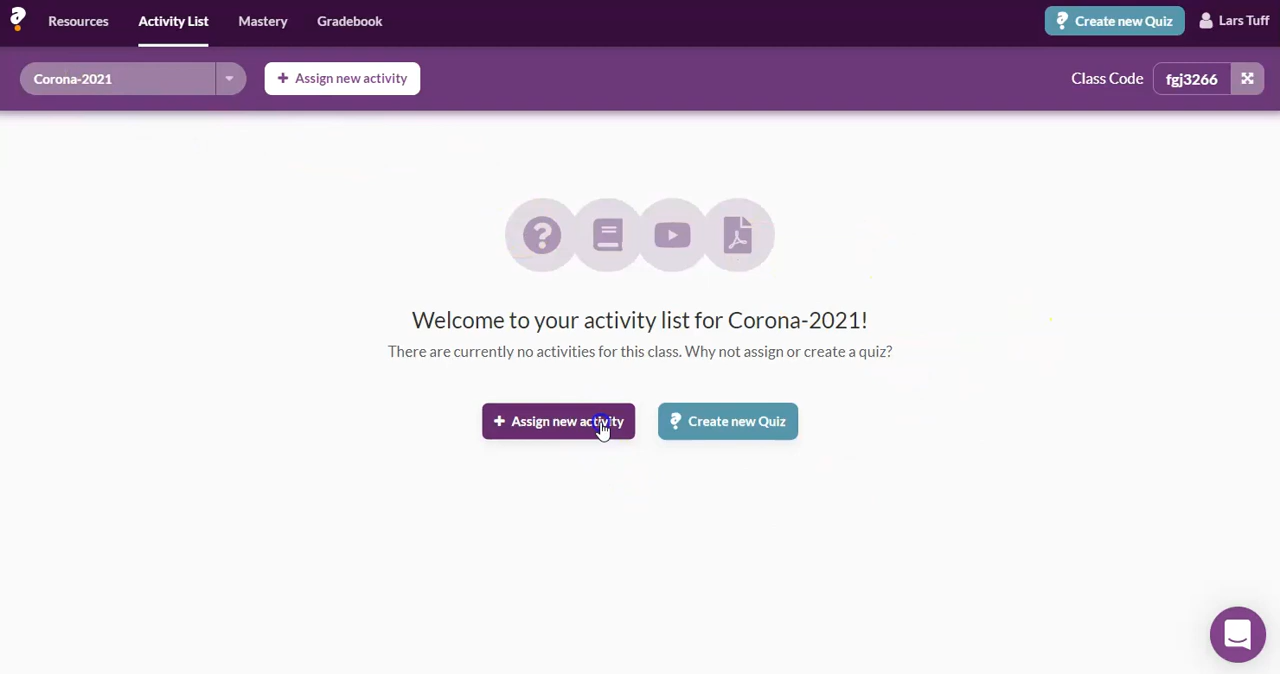 Resources
Activity List
Mastery
Gradebook
Create new Quiz
Lars Tuff
Corona-2021
Assign new activity
Class Code
fgj3266
Welcome to your activity list for Corona-2021!
There are currently no activities for this class. Why not assign or create a quiz?
Assign new activity
Create new Quiz